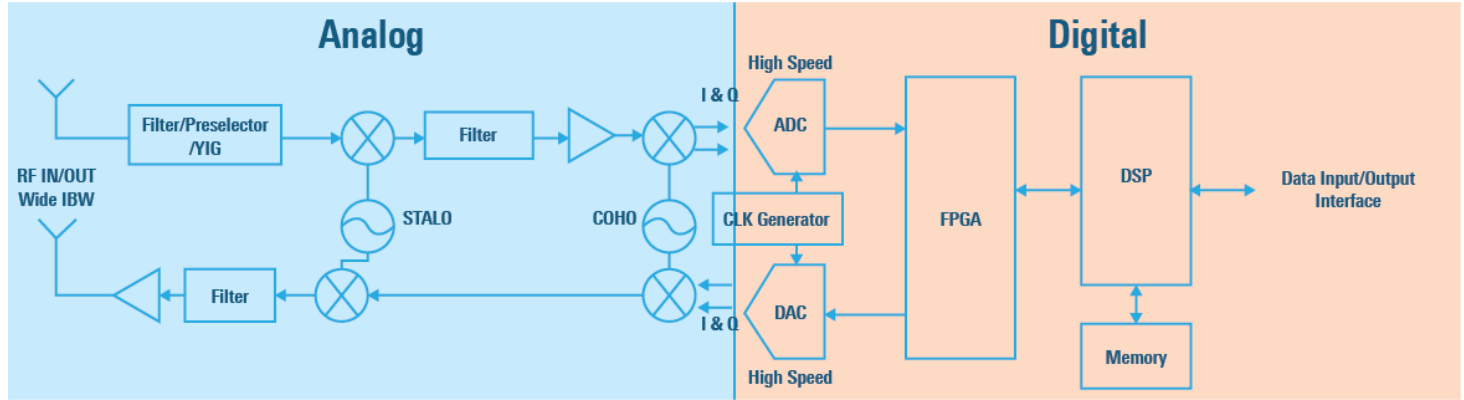 Analog
Digital
High Speed
I & Q
Filter/Preselector
/YIG
Filter
ADC
RF IN/OUT
Wide IBW
STALO
COHO
CLK Generator
FPGA
DSP
Data Input/Output
Interface
Filter
DAC
I & Q
High Speed
Memory